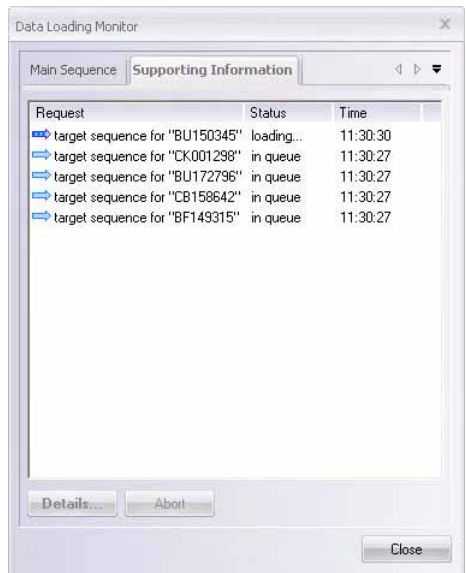 Data Loading Monitor
Main Sequence Supporting Information
Request Status Time
target sequence for "BU150345" loading... 11:30:30
target sequence for "CK001298" in queue 11:30:27
target sequence for "BU172796" in queue 11:30:27
target sequence for "CB158642" in queue 11:30:27
target sequence for "BF149315" in queue 11:30:27
Details... Abort
Close